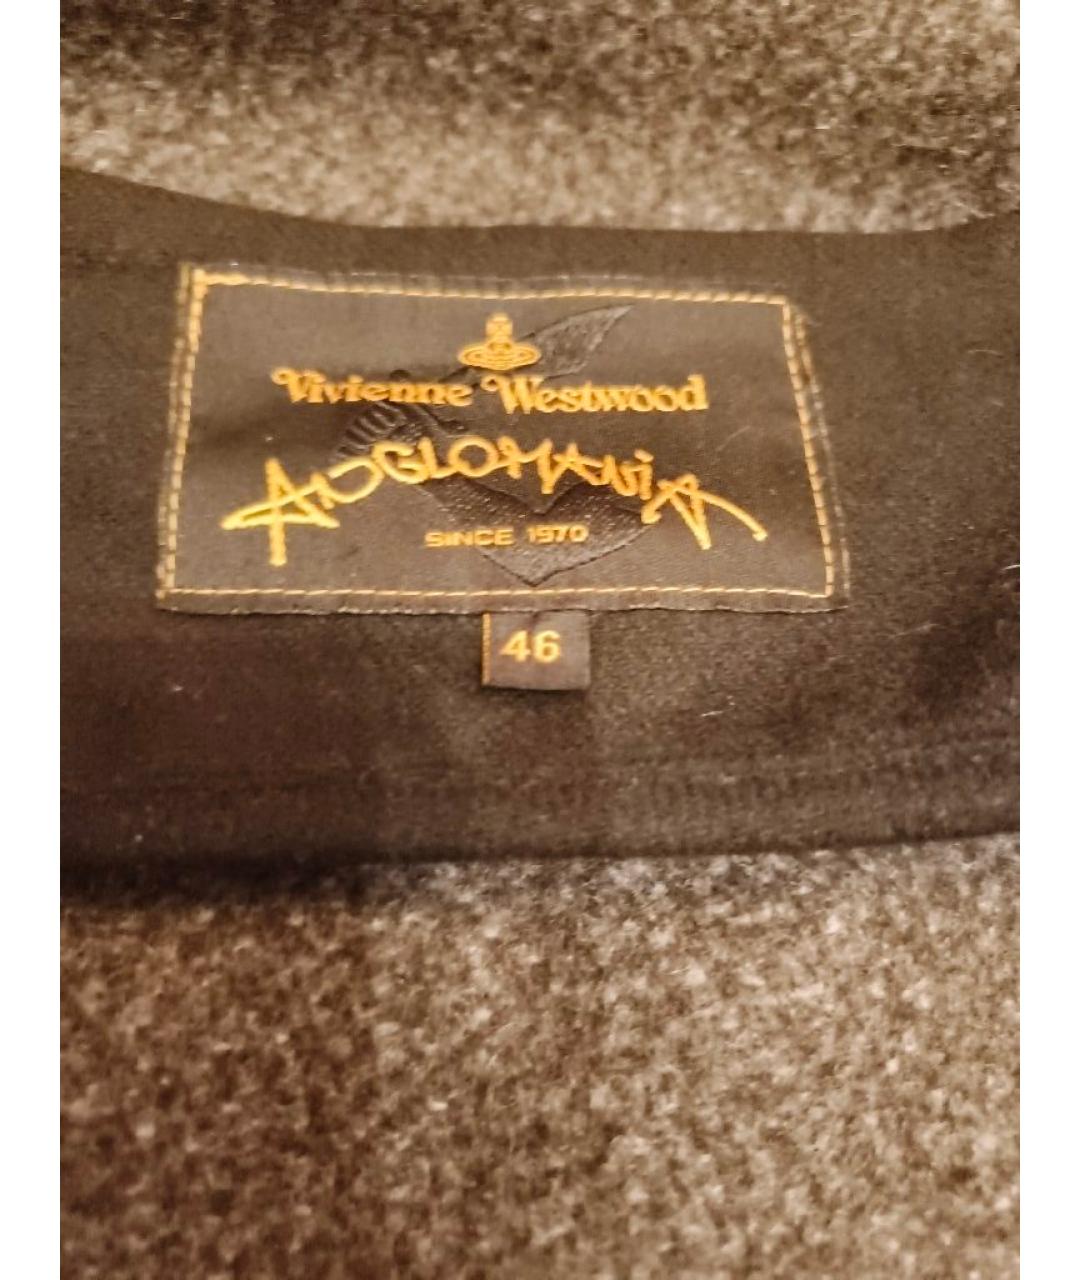 Vivienne Westwood
ANGLOMANiA
SINCE 1970
46